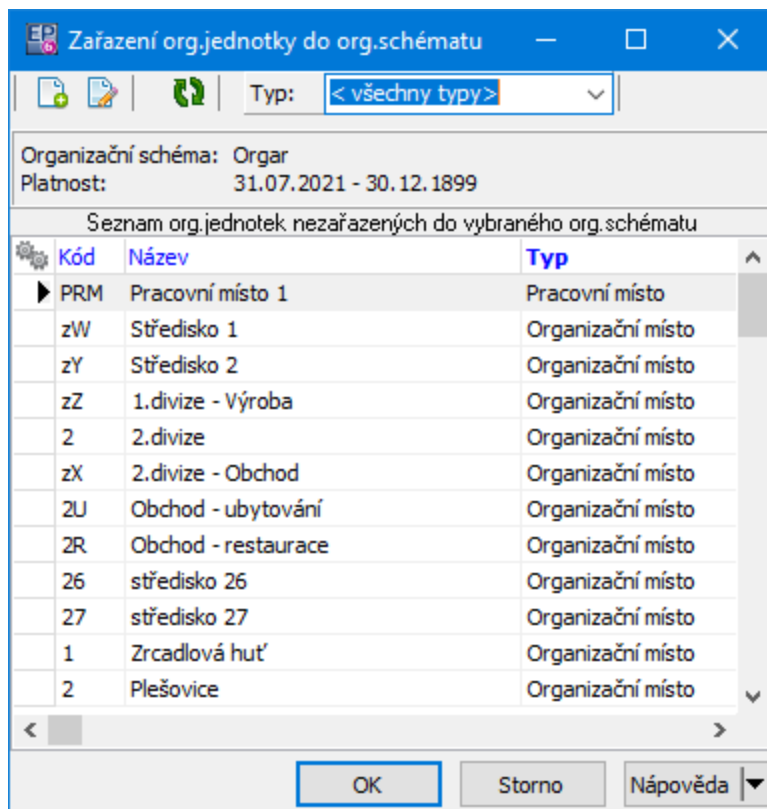 Zařazení org.jednotky do org.schématu
Typ: < všechny typy>
Organizační schéma: Orgar
Platnost: 31.07.2021 - 30.12.1899
Seznam org.jednotek nezařazených do vybraného org.schématu
Kód Název Typ
PRM Pracovní místo 1 Pracovní místo
zW Středisko 1 Organizační místo
zY Středisko 2 Organizační místo
zZ 1.divize - Výroba Organizační místo
2 2.divize Organizační místo
zX 2.divize - Obchod Organizační místo
2U Obchod - ubytování Organizační místo
2R Obchod - restaurace Organizační místo
26 středisko 26 Organizační místo
27 středisko 27 Organizační místo
1 Zrcadlová huť Organizační místo
2 Plešovice Organizační místo
OK Storno Nápověda